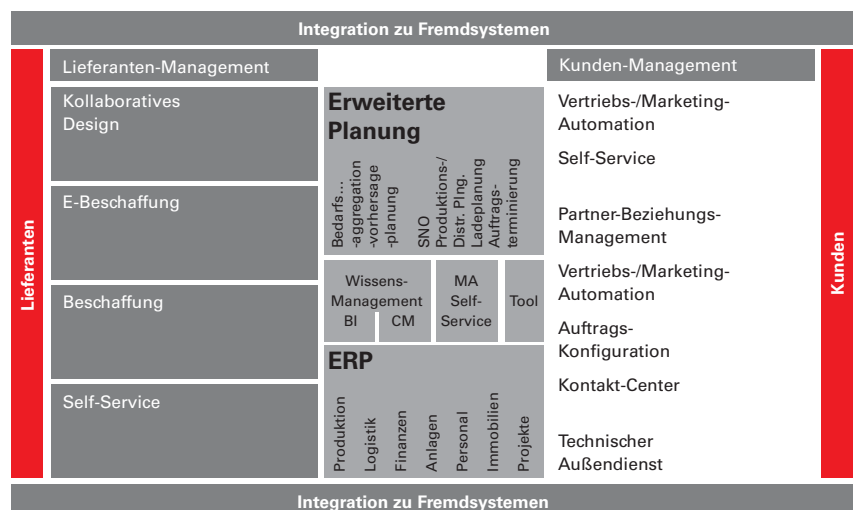 Integration zu Fremdsystemen
Lieferanten
Lieferanten-Management
Kollaboratives
Design
E-Beschaffung
Beschaffung
Self-Service
Erweiterte
Planung
Bedarfs...
-aggregation
-vorhersage
-planung
SNO
Produktions-/
Distr. Plng.
Ladeplanung
Auftrags-
terminierung
Wissens-
Management
BI
CM
MA
Self-
Service
Tool
ERP
Produktion
Logistik
Finanzen
Anlagen
Personal
Immobilien
Projekte
Kunden-Management
Vertriebs-/Marketing-
Automation
Self-Service
Partner-Beziehungs-
Management
Vertriebs-/Marketing-
Automation
Auftrags-
Konfiguration
Kontakt-Center
Technischer
Außendienst
Kunden
Integration zu Fremdsystemen